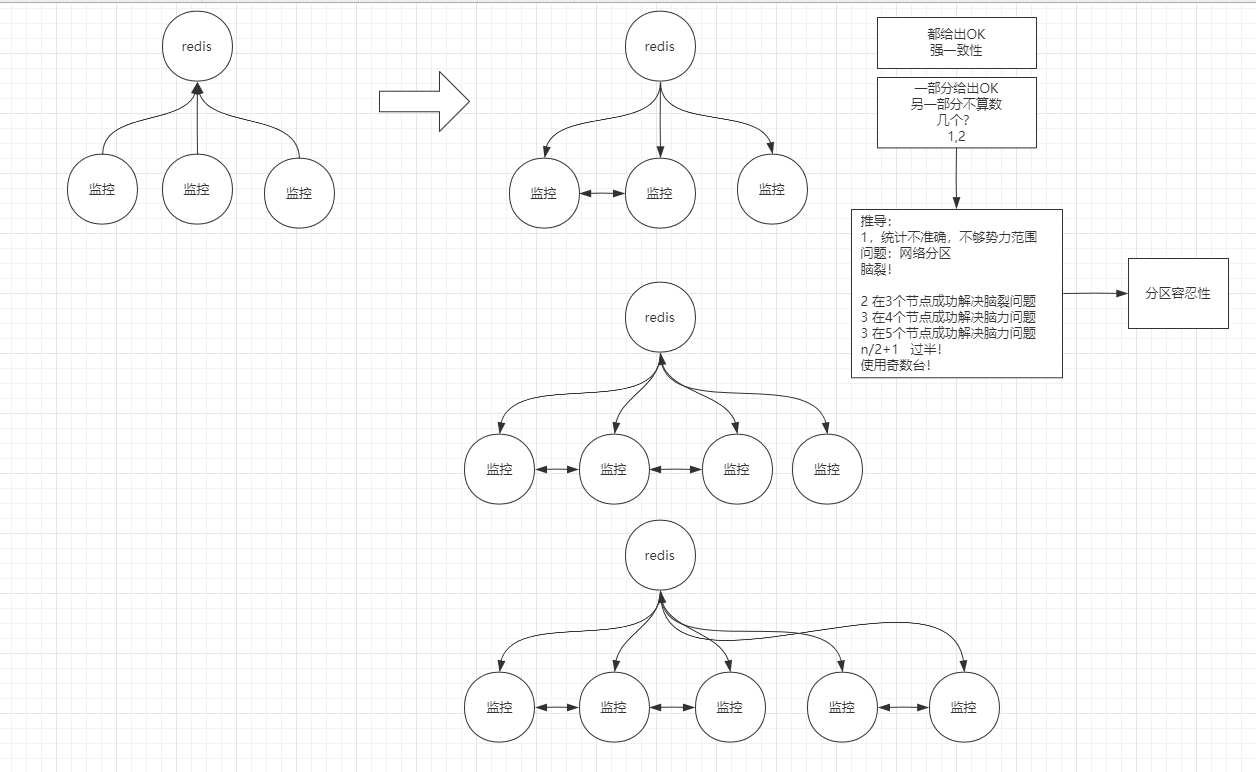 redis
监控
监控
监控
redis
监控
监控
监控
都给出OK
强一致性
一部分给出OK
另一部分不算数
几个?
1,2
推导:
1，统计不准确，不够势力范围
问题：网络分区
脑裂!
2 在3个节点成功解决脑裂问题
3 在4个节点成功解决脑力问题
3 在5个节点成功解决脑力问题
n/2+1 过半!
使用奇数台!
分区容忍性
redis
监控
监控
监控
监控
redis
监控
监控
监控
监控
监控